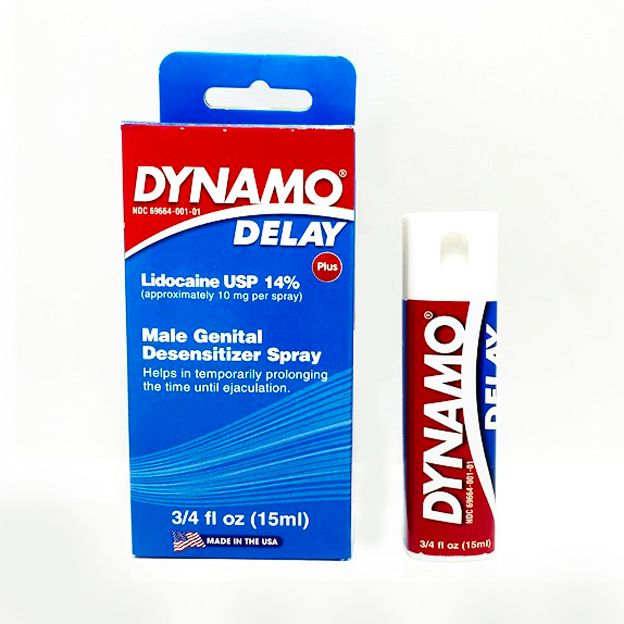 DYNAMO®
NDC 69664-001-01
DELAY
Plus
Lidocaine USP 14%
(approximately 10 mg per spray)
Male Genital
Desensitizer Spray
Helps in temporarily prolonging
the time until ejaculation.
3/4 fl oz (15ml)
MADE IN THE USA
DYNAMO®
DELAY
NDC 69664-001-01
3/4 fl oz (15ml)